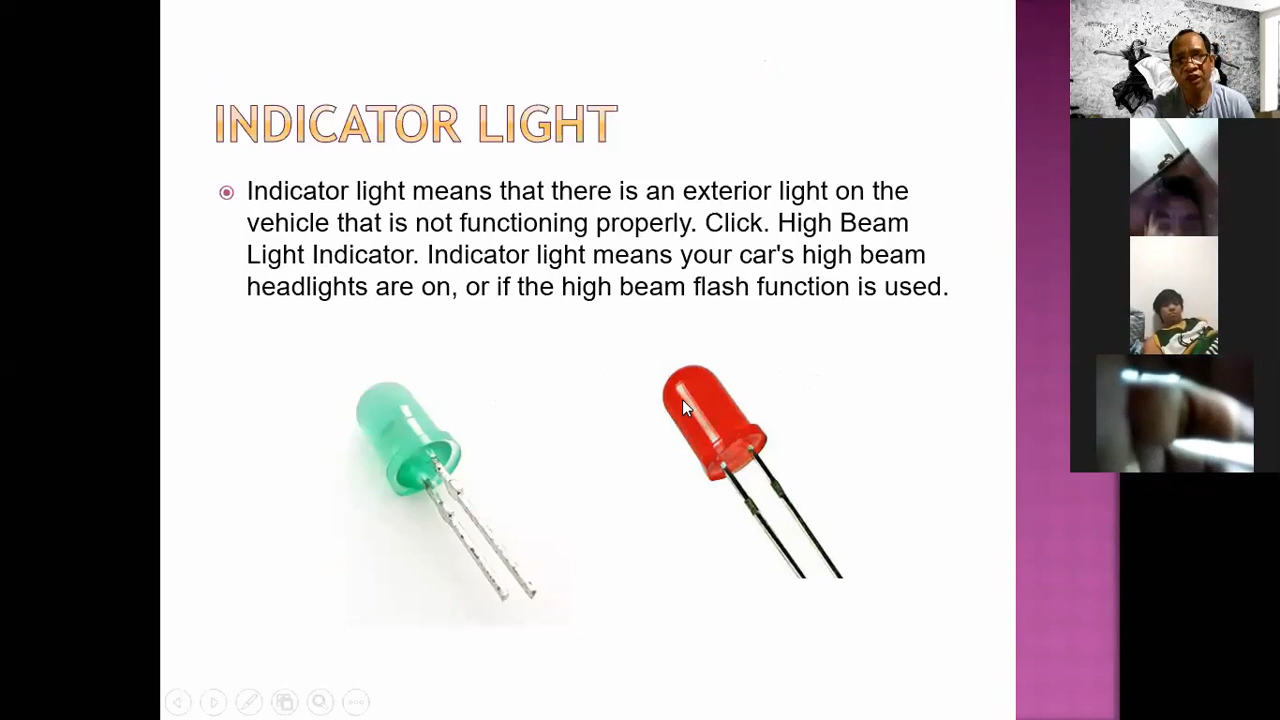 INDICATOR LIGHT
Indicator light means that there is an exterior light on the
vehicle that is not functioning properly. Click. High Beam
Light Indicator. Indicator light means your car's high beam
headlights are on, or if the high beam flash function is used.